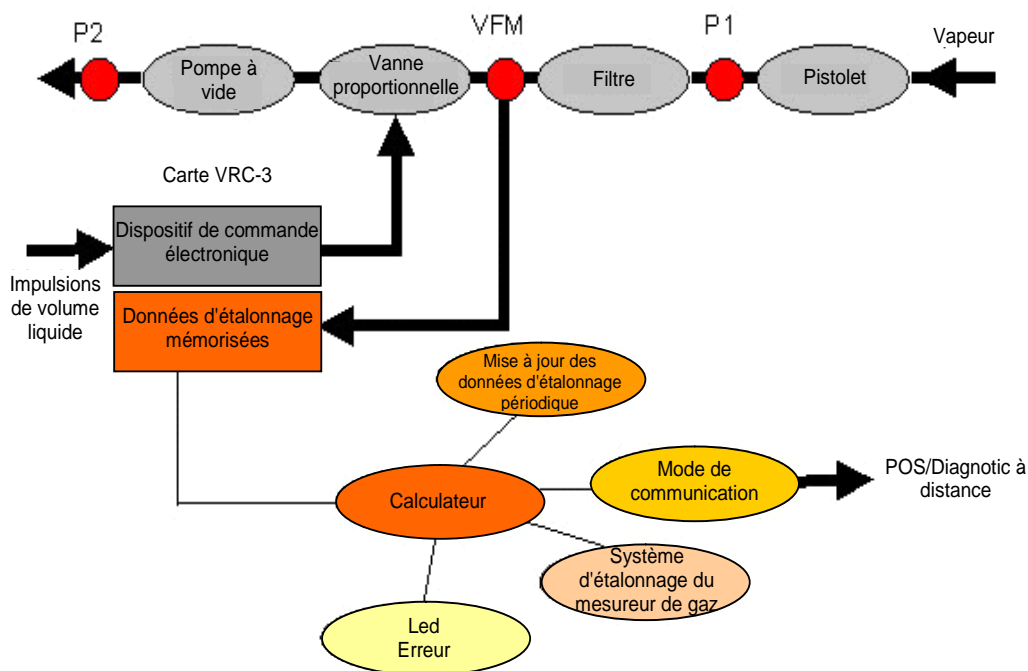 P2
VFM
P1
Vapeur
Pompe à
vide
Vanne
proportionnelle
Filtre
Pistolet
Carte VRC-3
Dispositif de commande
électronique
Impulsions
de volume
liquide
Données d'étalonnage
mémorisées
Mise à jour des
données d'étalonnage
périodique
Mode de
communication
POS/Diagnotic à
distance
Calculateur
Système
d'étalonnage du
mesureur de gaz
Led
Erreur